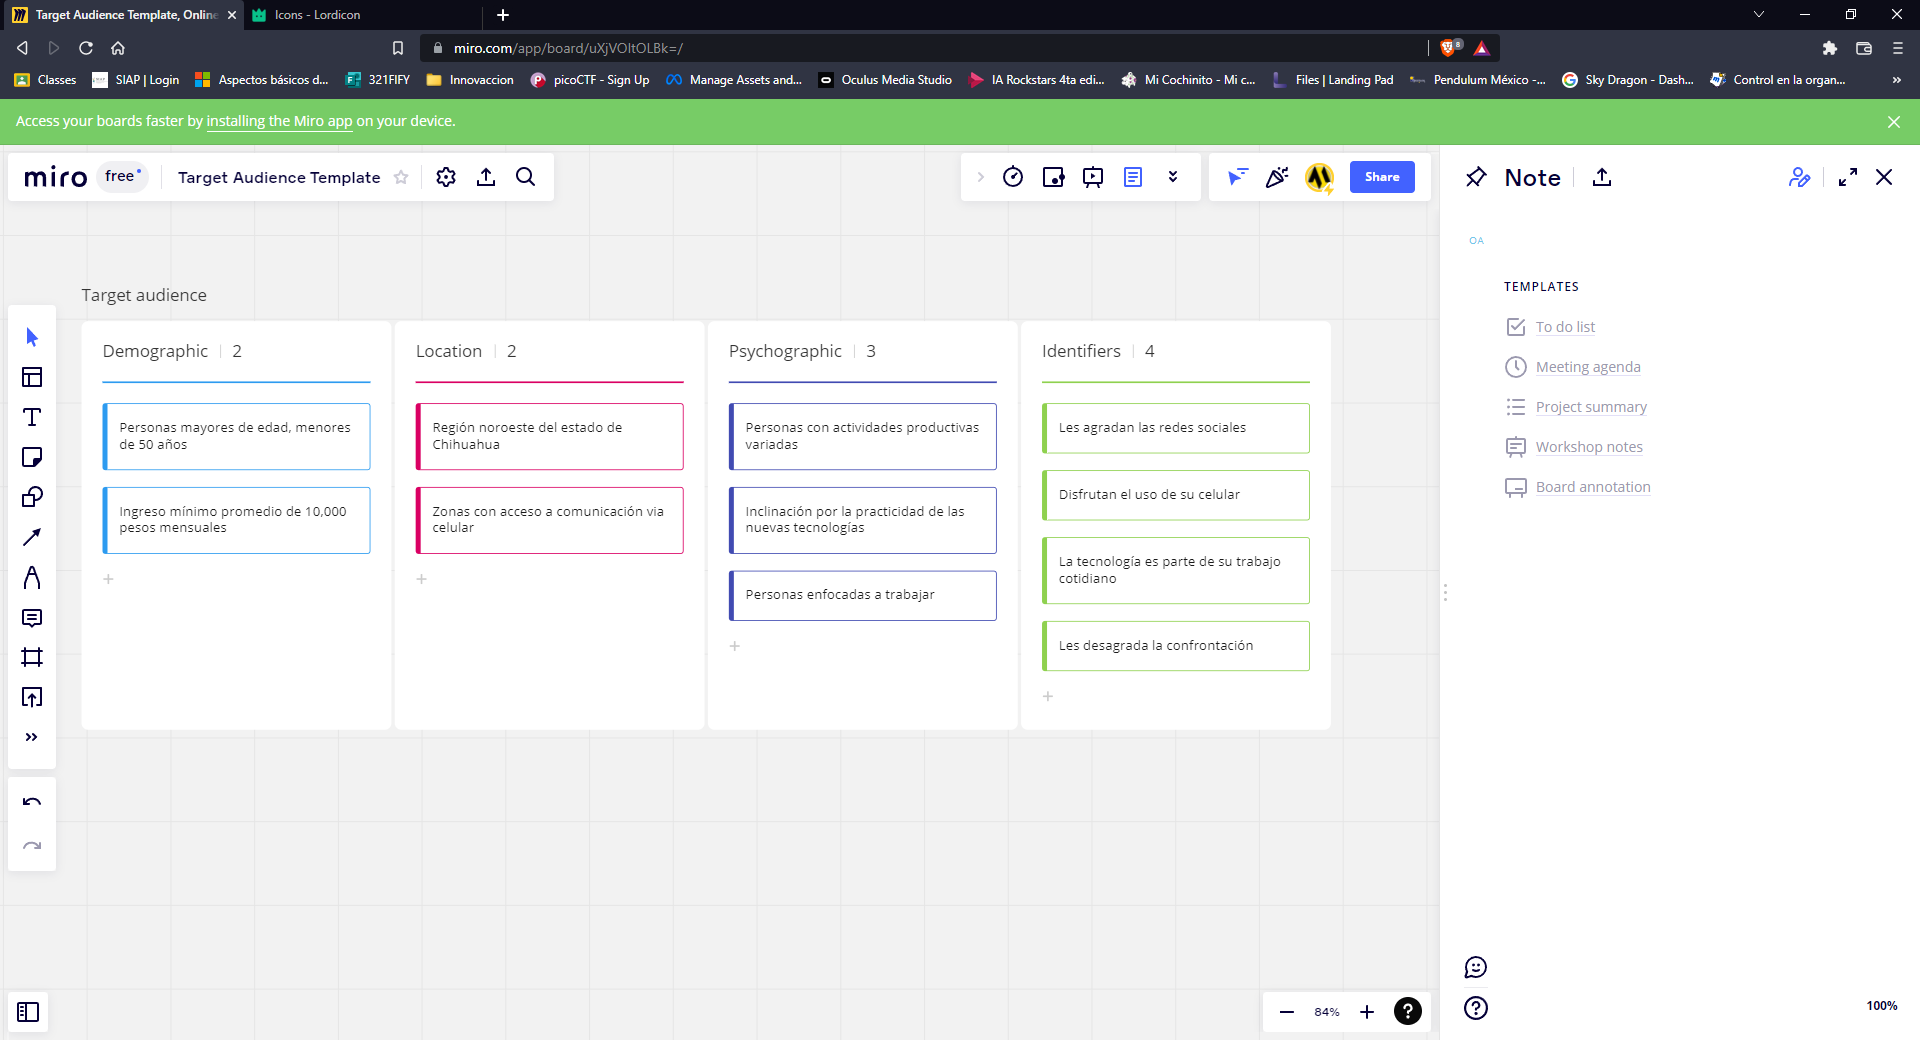 Target Audience Template, Online
Icons - Lordicon
miro.com/app/board/uXjVOItOLBk=/
8
Classes
SIAP | Login
Aspectos básicos d...
321FIFY
Innovaccion
picoCTF - Sign Up
Manage Assets and...
Oculus Media Studio
IA Rockstars 4ta edi...
Mi Cochinito - Mi c...
Files | Landing Pad
Pendulum México -...
Sky Dragon - Dash...
Control en la organ...
Access your boards faster by installing the Miro app on your device.
miro
free
Target Audience Template
Share
Note
OA
TEMPLATES
To do list
Meeting agenda
Project summary
Workshop notes
Board annotation
Target audience
Demographic | 2
Personas mayores de edad, menores
de 50 años
Ingreso mínimo promedio de 10,000
pesos mensuales
Location | 2
Región noroeste del estado de
Chihuahua
Zonas con acceso a comunicación via
celular
Psychographic | 3
Personas con actividades productivas
variadas
Inclinación por la practicidad de las
nuevas tecnologías
Personas enfocadas a trabajar
Identifiers | 4
Les agradan las redes sociales
Disfrutan el uso de su celular
La tecnología es parte de su trabajo
cotidiano
Les desagrada la confrontación
84%
100%